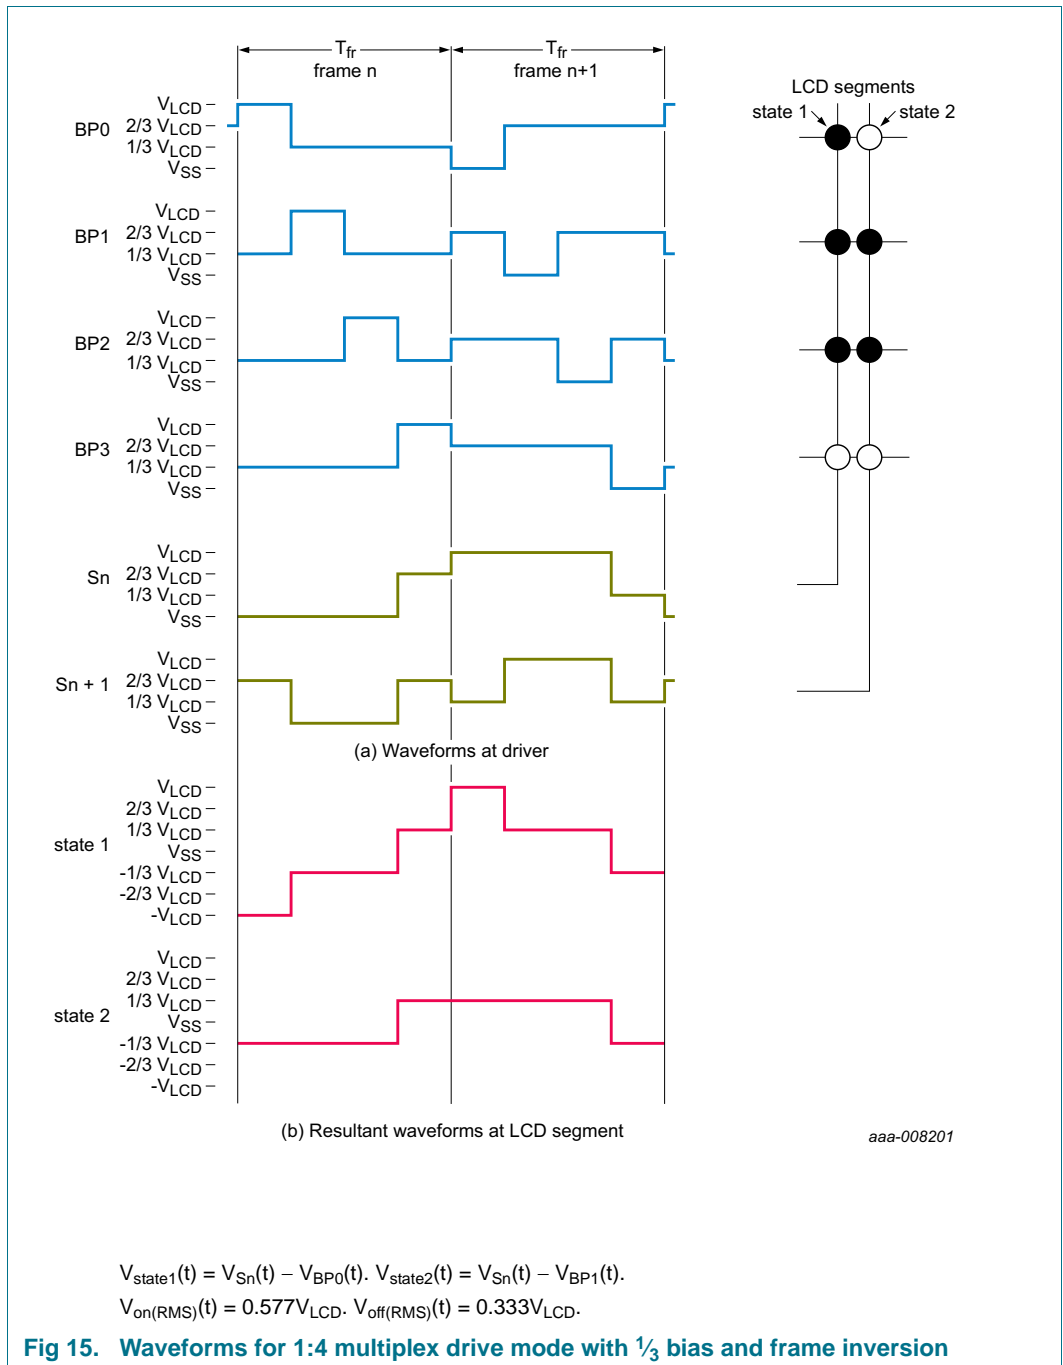 Tfr Tfr
frame n frame n+1
LCD segments
state 1 state 2
BP0
VLCD
2/3 VLCD
1/3 VLCD
VSS
BP1
VLCD
2/3 VLCD
1/3 VLCD
VSS
BP2
VLCD
2/3 VLCD
1/3 VLCD
VSS
BP3
VLCD
2/3 VLCD
1/3 VLCD
VSS
Sn
VLCD
2/3 VLCD
1/3 VLCD
VSS
Sn + 1
VLCD
2/3 VLCD
1/3 VLCD
VSS
(a) Waveforms at driver
state 1
VLCD
2/3 VLCD
1/3 VLCD
VSS
-1/3 VLCD
-2/3 VLCD
-VLCD
state 2
VLCD
2/3 VLCD
1/3 VLCD
VSS
-1/3 VLCD
-2/3 VLCD
-VLCD
(b) Resultant waveforms at LCD segment
aaa-008201
Vstate1(t) = VSn(t) − VBP0(t). Vstate2(t) = VSn(t) − VBP1(t).
Von(RMS)(t) = 0.577VLCD. Voff(RMS)(t) = 0.333VLCD.
Fig 15. Waveforms for 1:4 multiplex drive mode with 1⁄3 bias and frame inversion